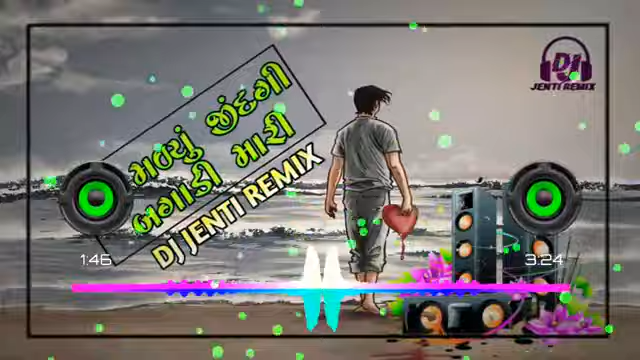 મળ્યું જીંદગી
બગાડી મારી
DJ JENTI REMIX
DJ
JENTI REMIX
1:46
3:24